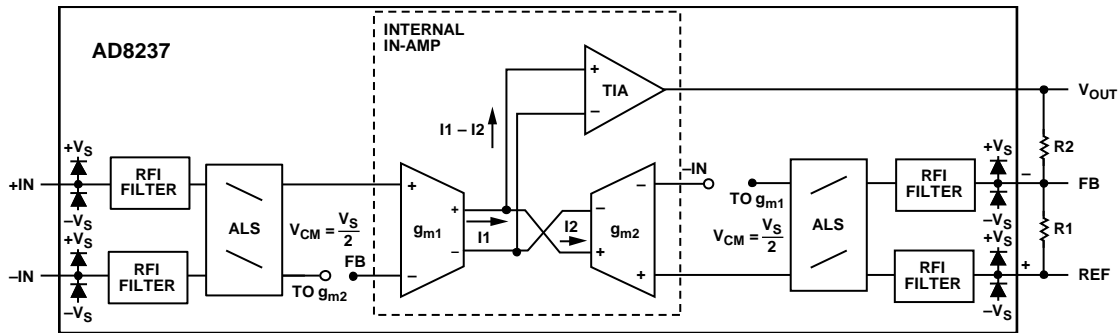 AD8237
INTERNAL
IN-AMP
TIA
+
–
I1 – I2
VOUT
R2
FB
R1
REF
+VS
+IN
–VS
RFI
FILTER
+VS
–IN
–VS
RFI
FILTER
ALS
VCM = VS
2
FB
TO gm2
+
–
gm1
+
–
I1
I2
–
+
gm2
–
+
–IN
TO gm1
VCM = VS
2
ALS
RFI
FILTER
+VS
–
–VS
RFI
FILTER
+VS
+
–VS